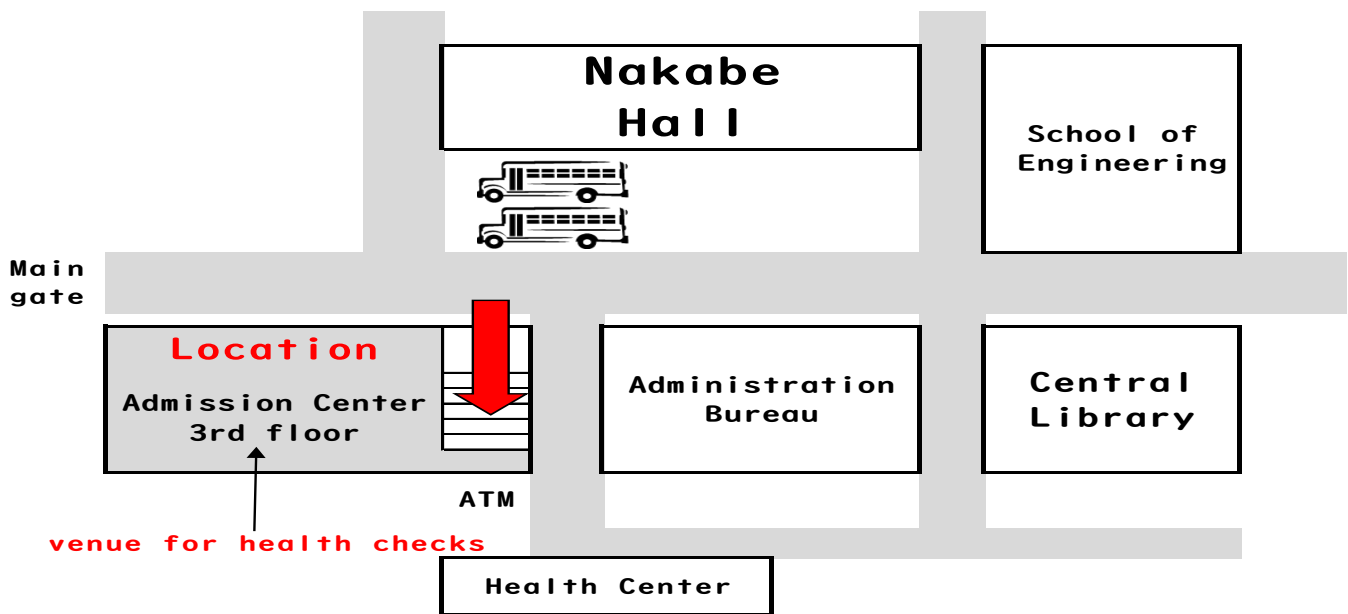 Nakabe
Hall
School of
Engineering
Main
gate
Location
Admission Center
3rd floor
Administration
Bureau
Central
Library
ATM
venue for health checks
Health Center